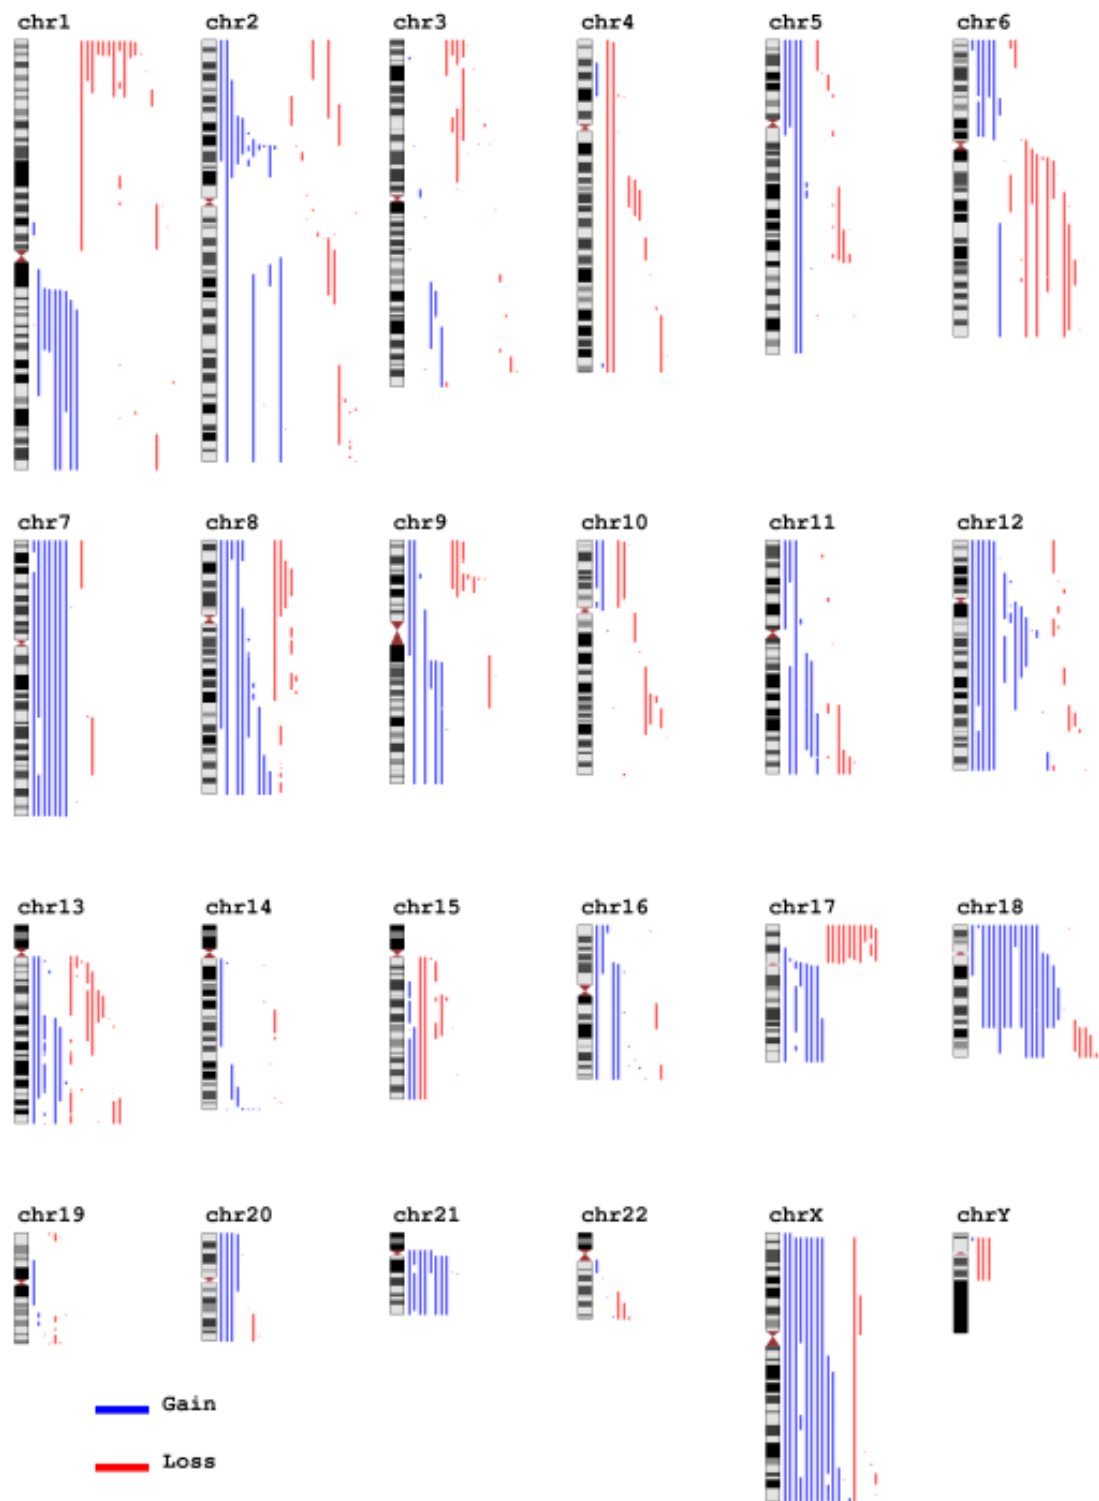 chr1 chr2 chr3 chr4 chr5 chr6
chr7 chr8 chr9 chr10 chr11 chr12
chr13 chr14 chr15 chr16 chr17 chr18
chr19 chr20 chr21 chr22 chrX chrY
Gain
Loss